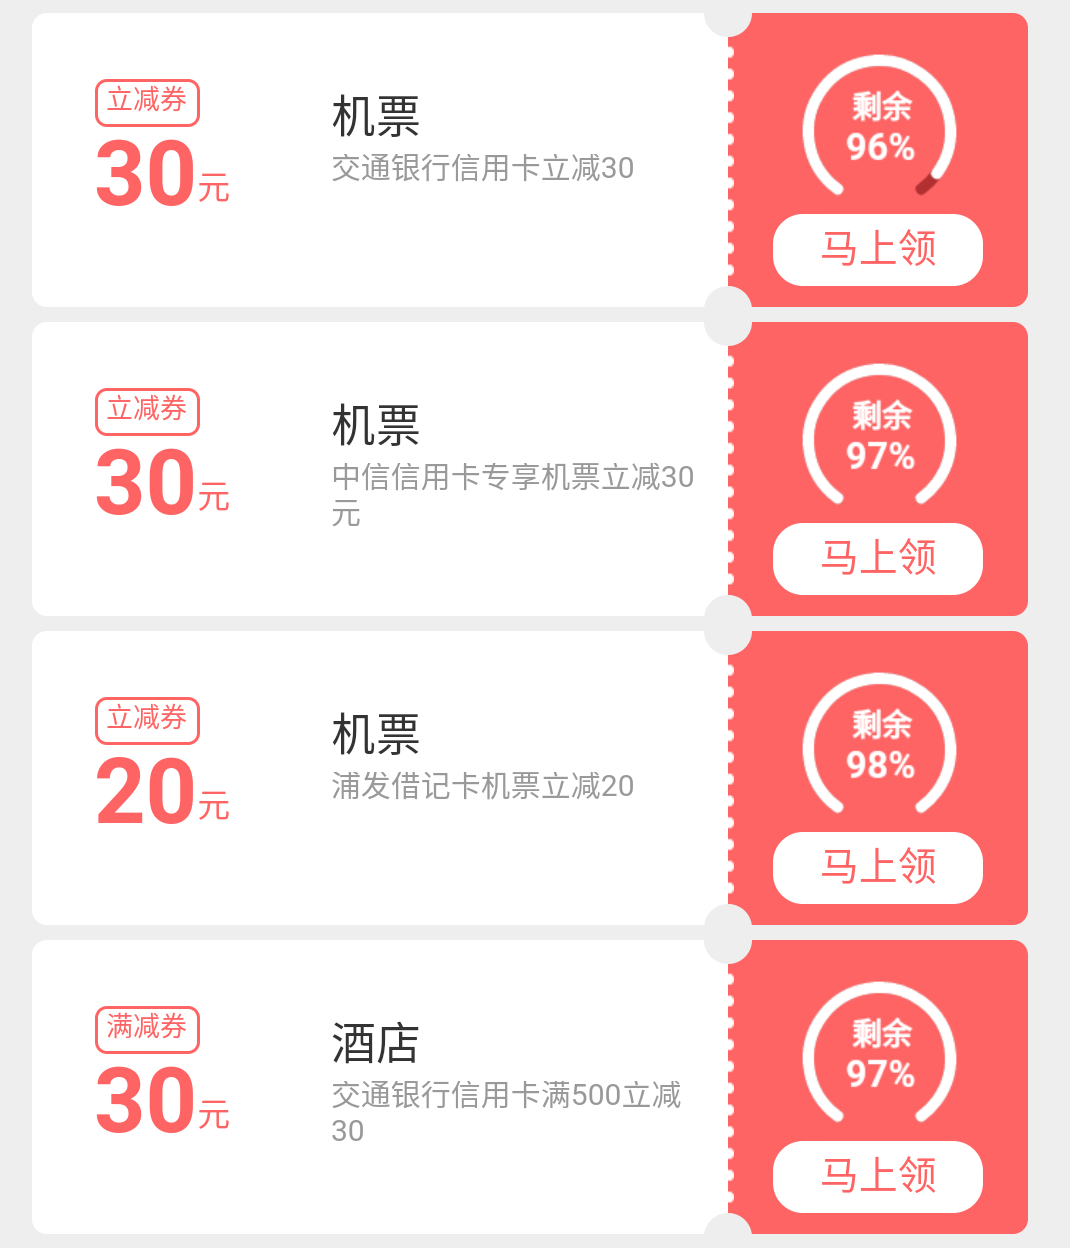 立减券
30元
机票
交通银行信用卡立减30
剩余
96%
马上领
立减券
30元
机票
中信信用卡专享机票立减30
元
剩余
97%
马上领
立减券
20元
机票
浦发借记卡机票立减20
剩余
98%
马上领
满减券
30元
酒店
交通银行信用卡满500立减
30
剩余
97%
马上领